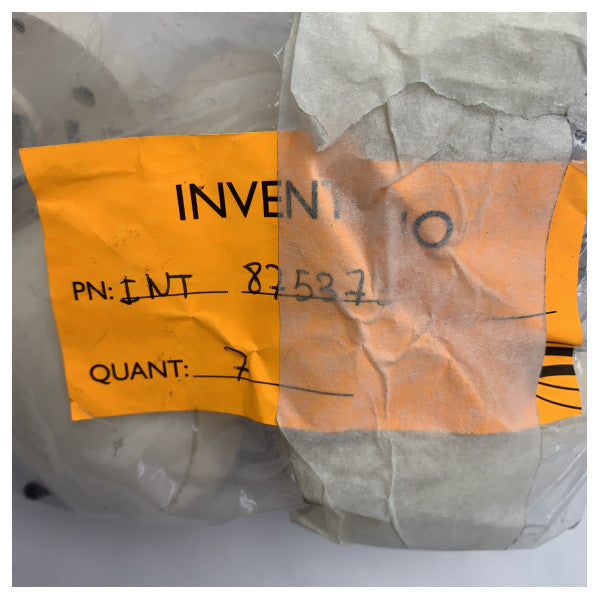 INVENT  IO
PN: INT 87537
QUANT: 7